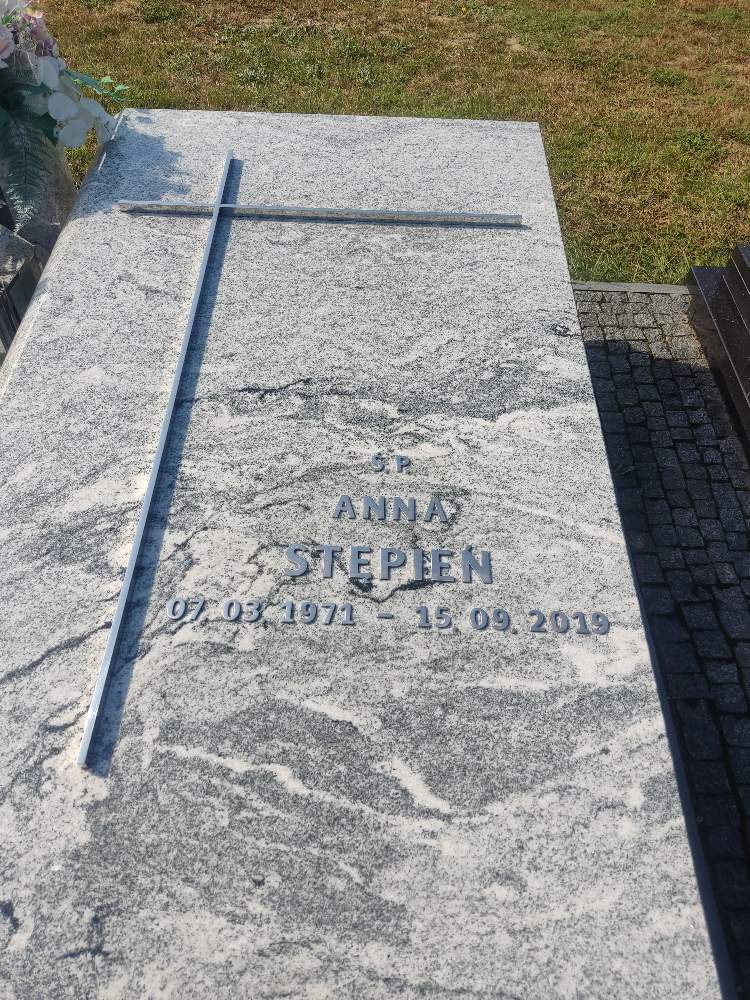 Ś.P.
ANNA
STĘPIEŃ
07 03 1971 – 15 09 2019